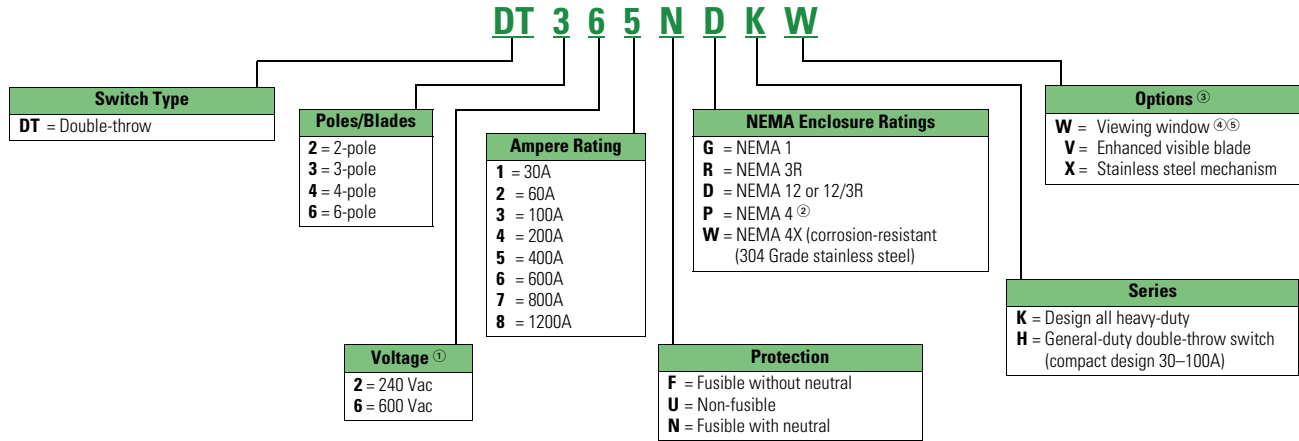 DT 3 6 5 N D K W
Switch Type
DT = Double-throw
Poles/Blades
2 = 2-pole
3 = 3-pole
4 = 4-pole
6 = 6-pole
Voltage ①
2 = 240 Vac
6 = 600 Vac
Ampere Rating
1 = 30A
2 = 60A
3 = 100A
4 = 200A
5 = 400A
6 = 600A
7 = 800A
8 = 1200A
Protection
F = Fusible without neutral
U = Non-fusible
N = Fusible with neutral
NEMA Enclosure Ratings
G = NEMA 1
R = NEMA 3R
D = NEMA 12 or 12/3R
P = NEMA 4 ②
W = NEMA 4X (corrosion-resistant
(304 Grade stainless steel)
Series
K = Design all heavy-duty
H = General-duty double-throw switch
(compact design 30–100A)
Options ③
W = Viewing window ④⑤
V = Enhanced visible blade
X = Stainless steel mechanism